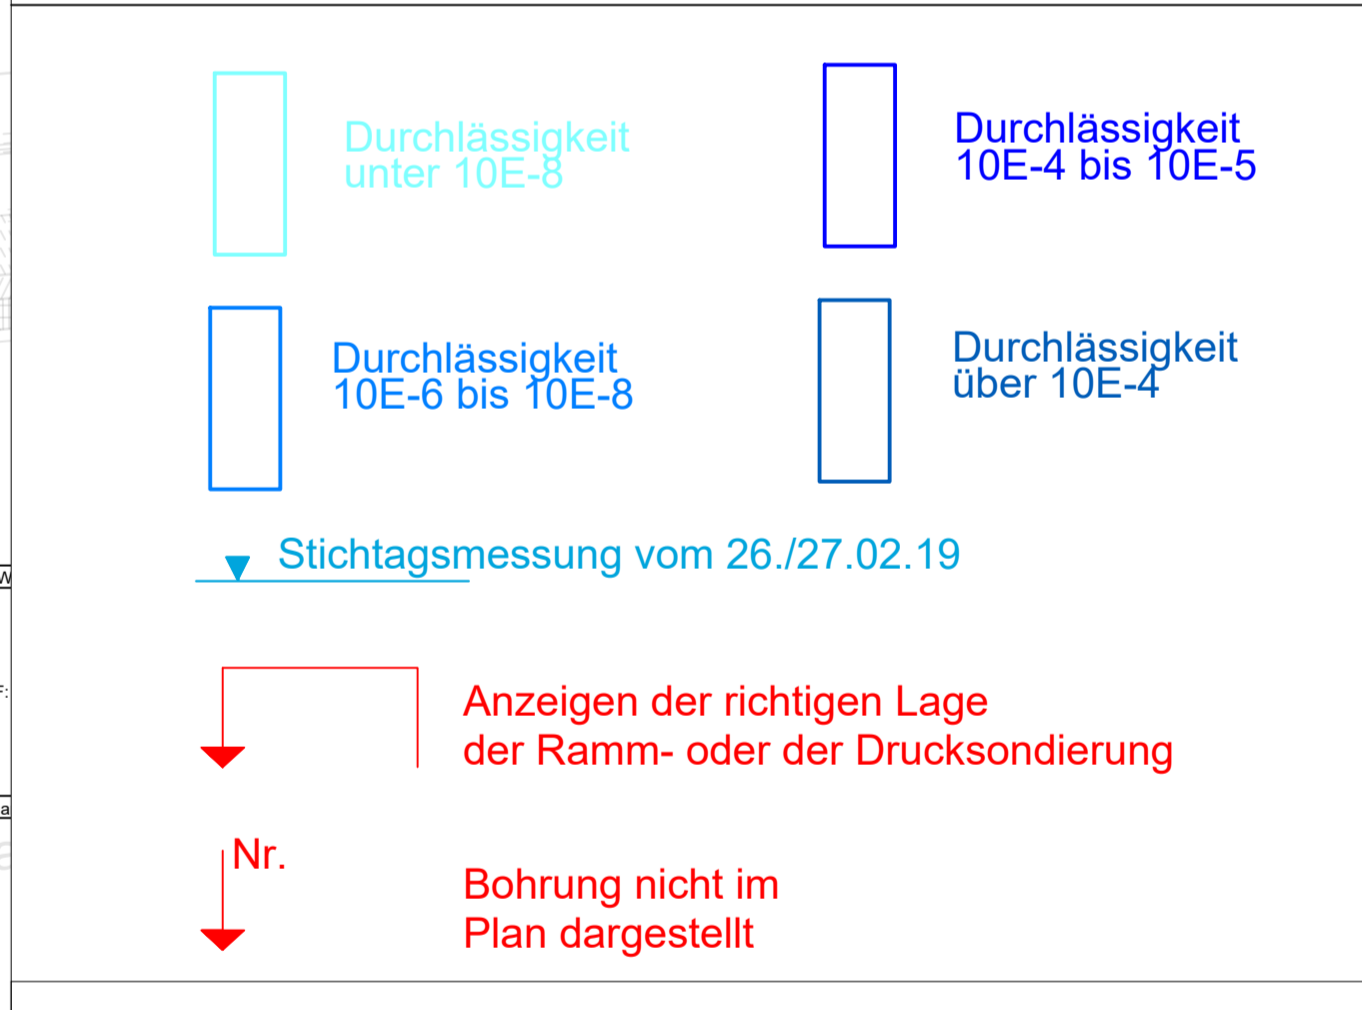 Durchlässigkeit
unter 10E-8
Durchlässigkeit
10E-4 bis 10E-5
Durchlässigkeit
10E-6 bis 10E-8
Durchlässigkeit
über 10E-4
Stichtagsmessung vom 26./27.02.19
Anzeigen der richtigen Lage
der Ramm- oder der Drucksondierung
Nr.
Bohrung nicht im
Plan dargestellt